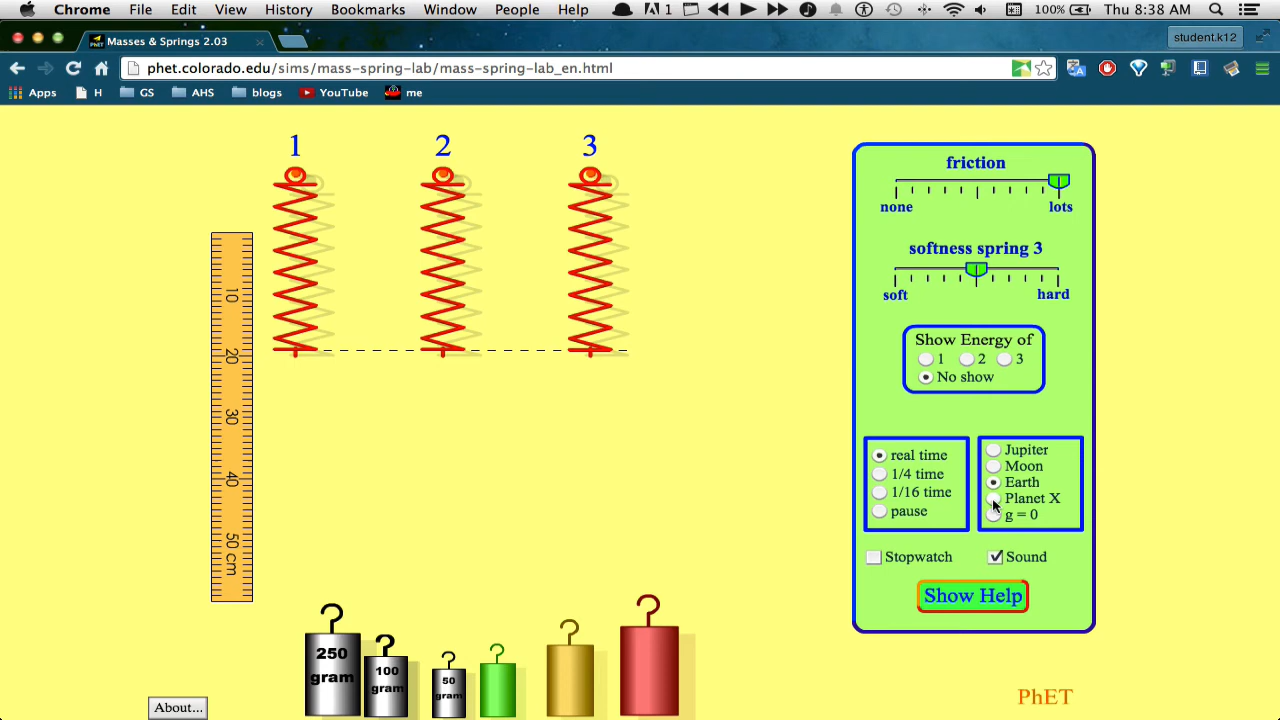 Chrome File Edit View History Bookmarks Window People Help 1 100% Thu 8:38 AM
PhET Masses & Springs 2.03 student.k12
phet.colorado.edu/sims/mass-spring-lab/mass-spring-lab_en.html
Apps H GS AHS blogs YouTube me
1 2 3
10
20
30
40
50 cm
friction
none lots
softness spring 3
soft hard
Show Energy of
1 2 3
No show
real time
1/4 time
1/16 time
pause
Jupiter
Moon
Earth
Planet X
g = 0
Stopwatch Sound
Show Help
250
gram
100
gram
50
gram
About...
PhET